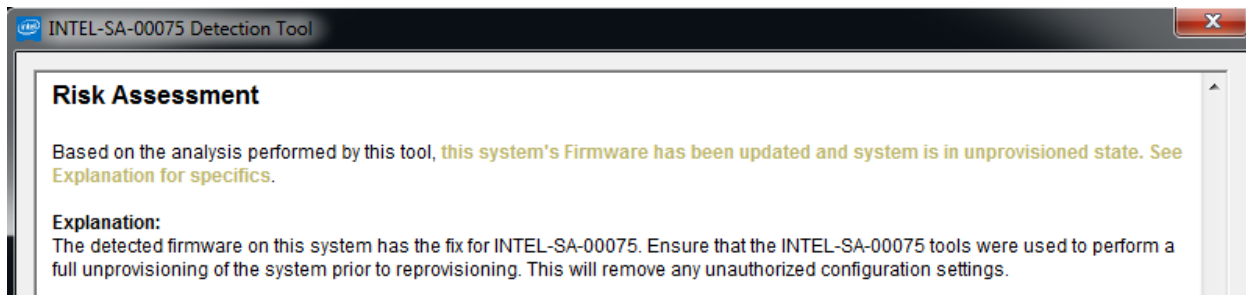 INTEL-SA-00075 Detection Tool
Risk Assessment
Based on the analysis performed by this tool, this system's Firmware has been updated and system is in unprovisioned state. See
Explanation for specifics.
Explanation:
The detected firmware on this system has the fix for INTEL-SA-00075. Ensure that the INTEL-SA-00075 tools were used to perform a
full unprovisioning of the system prior to reprovisioning. This will remove any unauthorized configuration settings.